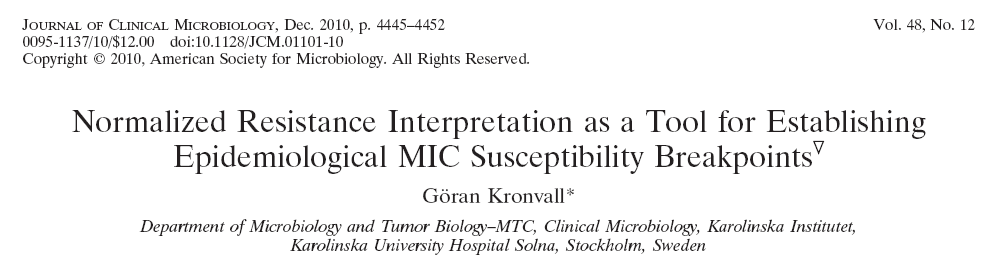 JOURNAL OF CLINICAL MICROBIOLOGY, Dec. 2010, p. 4445–4452 Vol. 48, No. 12
0095-1137/10/$12.00 doi:10.1128/JCM.01101-10
Copyright © 2010, American Society for Microbiology. All Rights Reserved.
Normalized Resistance Interpretation as a Tool for Establishing
Epidemiological MIC Susceptibility Breakpoints∇
Göran Kronvall*
Department of Microbiology and Tumor Biology–MTC, Clinical Microbiology, Karolinska Institutet,
Karolinska University Hospital Solna, Stockholm, Sweden